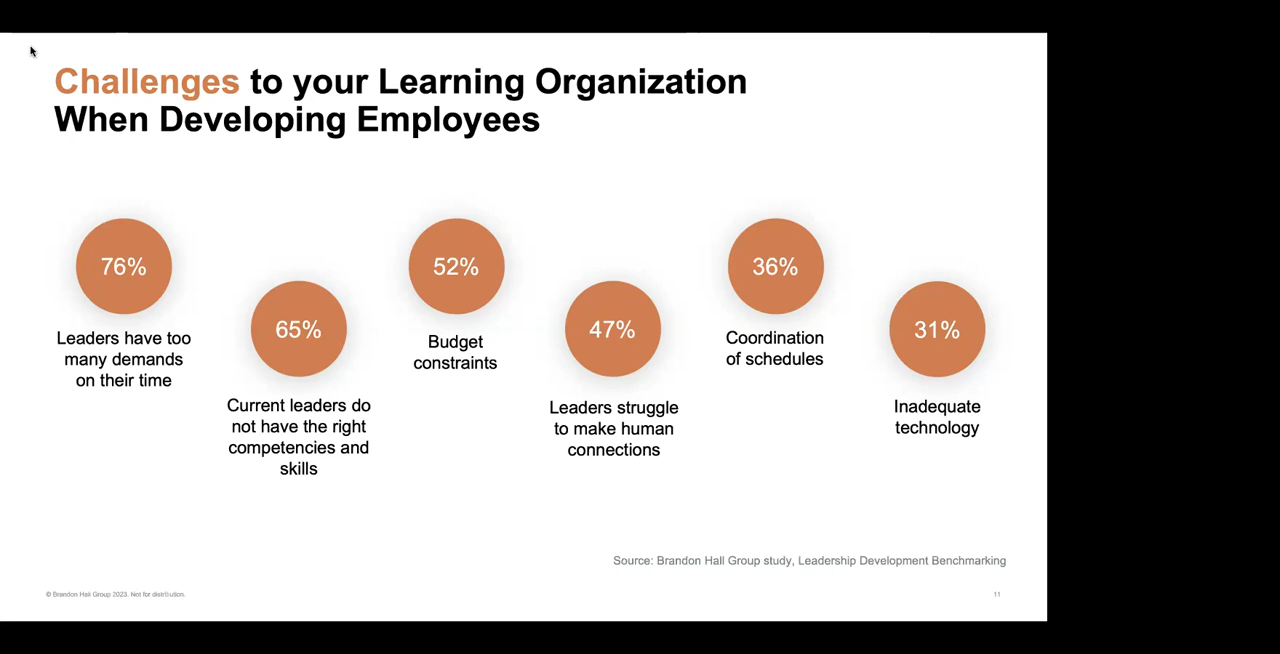 Challenges to your Learning Organization
When Developing Employees
76%
Leaders have too
many demands
on their time
65%
Current leaders do
not have the right
competencies and
skills
52%
Budget
constraints
47%
Leaders struggle
to make human
connections
36%
Coordination
of schedules
31%
Inadequate
technology
Source: Brandon Hall Group study, Leadership Development Benchmarking
© Brandon Hall Group 2023. Not for distribution.
11